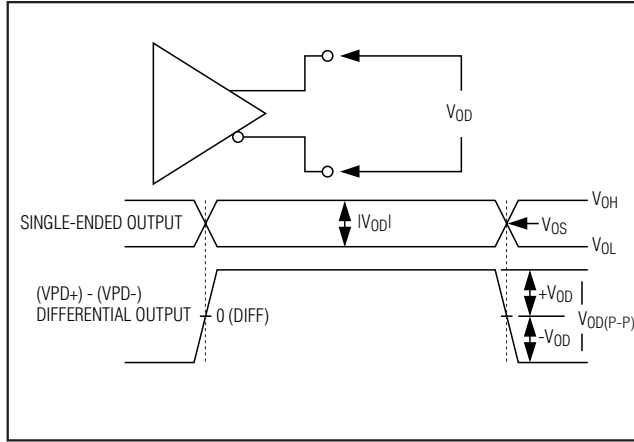 VOD
SINGLE-ENDED OUTPUT
|VOD|
VOH
VOS
VOL
(VPD+) - (VPD-)
DIFFERENTIAL OUTPUT
0 (DIFF)
+VOD
-VOD
VOD(P-P)